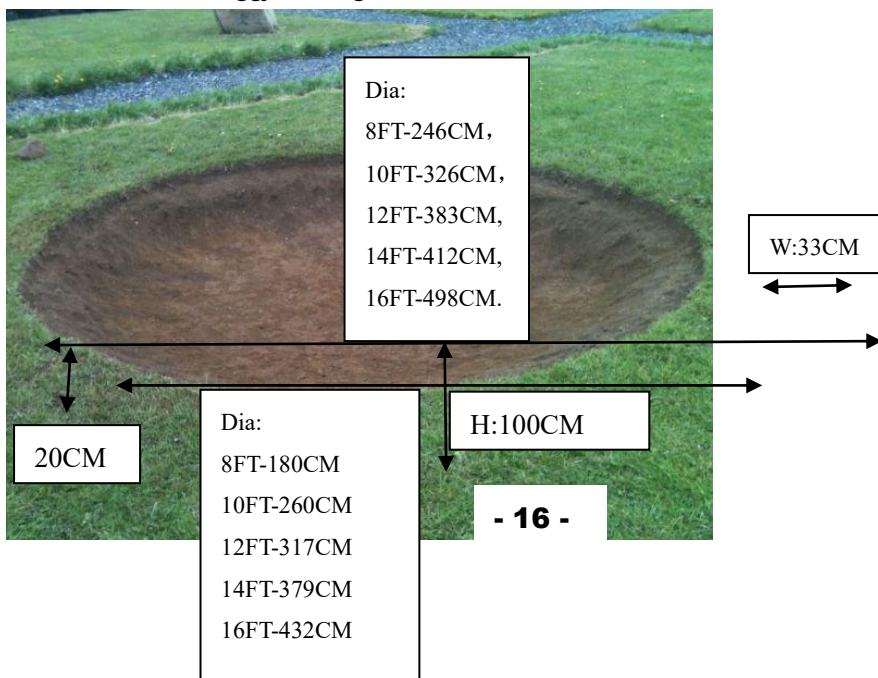 Dia:
8FT-246CM，
10FT-326CM，
12FT-383CM,
14FT-412CM,
16FT-498CM.
W:33CM
20CM
H:100CM
Dia:
8FT-180CM
10FT-260CM
12FT-317CM
14FT-379CM
16FT-432CM
- 16 -